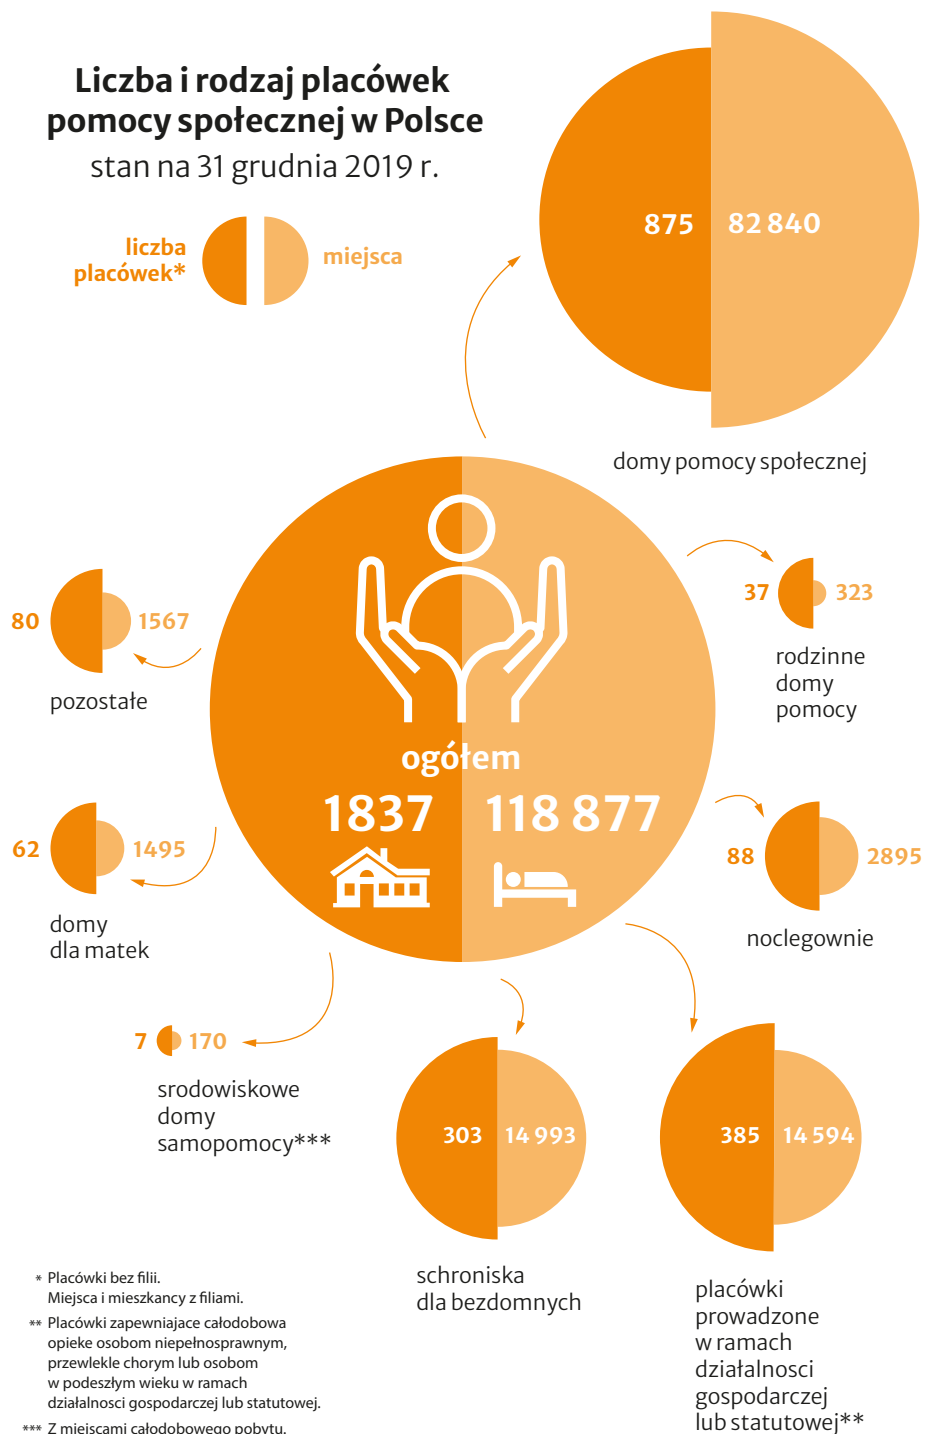 Liczba i rodzaj placówek
pomocy społecznej w Polsce
stan na 31 grudnia 2019 r.
liczba
placówek*
miejsca
875
82 840
domy pomocy społecznej
37
323
rodzinne
domy
pomocy
80
1567
pozostałe
ogółem
1837
118 877
62
1495
domy
dla matek
88
2895
noclegownie
7
170
srodowiskowe
domy
samopomocy***
303
14 993
schroniska
dla bezdomnych
385
14 594
placówki
prowadzone
w ramach
działalnosci
gospodarczej
lub statutowej**
* Placówki bez filii.
Miejsca i mieszkancy z filiami.
** Placówki zapewniajace całodobowa
opieke osobom niepełnosprawnym,
przewlekle chorym lub osobom
w podeszłym wieku w ramach
działalnosci gospodarczej lub statutowej.
*** Z miejscami całodobowego pobytu.